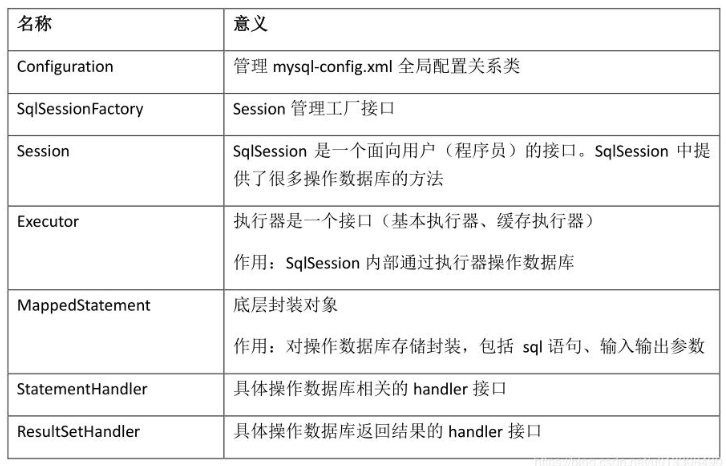 名称 意义
Configuration 管理 mysql-config.xml 全局配置关系类
SqlSessionFactory Session 管理工厂接口
Session SqlSession 是一个面向用户（程序员）的接口。SqlSession 中提
供了很多操作数据库的方法
Executor 执行器是一个接口（基本执行器、缓存执行器）
作用：SqlSession 内部通过执行器操作数据库
MappedStatement 底层封装对象
作用：对操作数据库存储封装，包括 sql 语句、输入输出参数
StatementHandler 具体操作数据库相关的 handler 接口
ResultSetHandler 具体操作数据库返回结果的 handler 接口